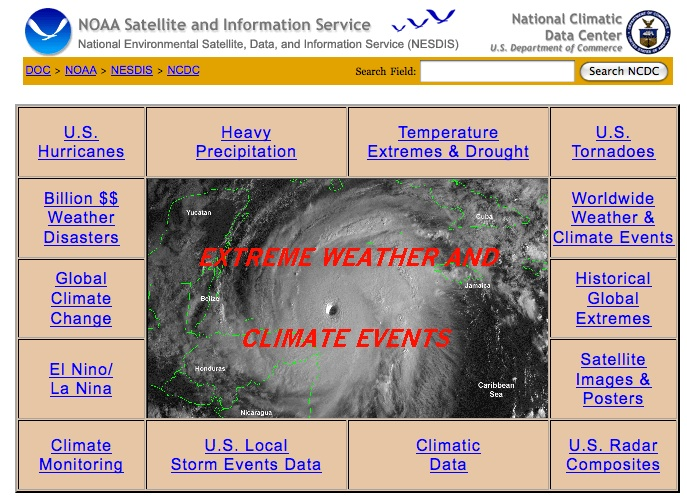 NOAA Satellite and Information Service
National Environmental Satellite, Data, and Information Service (NESDIS)
National Climatic
Data Center
U.S. Department of Commerce
DOC > NOAA > NESDIS > NCDC
Search Field:
Search NCDC
U.S.
Hurricanes
Heavy
Precipitation
Temperature
Extremes & Drought
U.S.
Tornadoes
Billion $$
Weather
Disasters
Yucatan
Cuba
EXTREME WEATHER AND
Worldwide
Weather &
Climate Events
Global
Climate
Change
Jamaica
Belize
CLIMATE EVENTS
Historical
Global
Extremes
El Nino/
La Nina
Honduras
Caribbean
Sea
Nicaragua
Satellite
Images &
Posters
Climate
Monitoring
U.S. Local
Storm Events Data
Climatic
Data
U.S. Radar
Composites